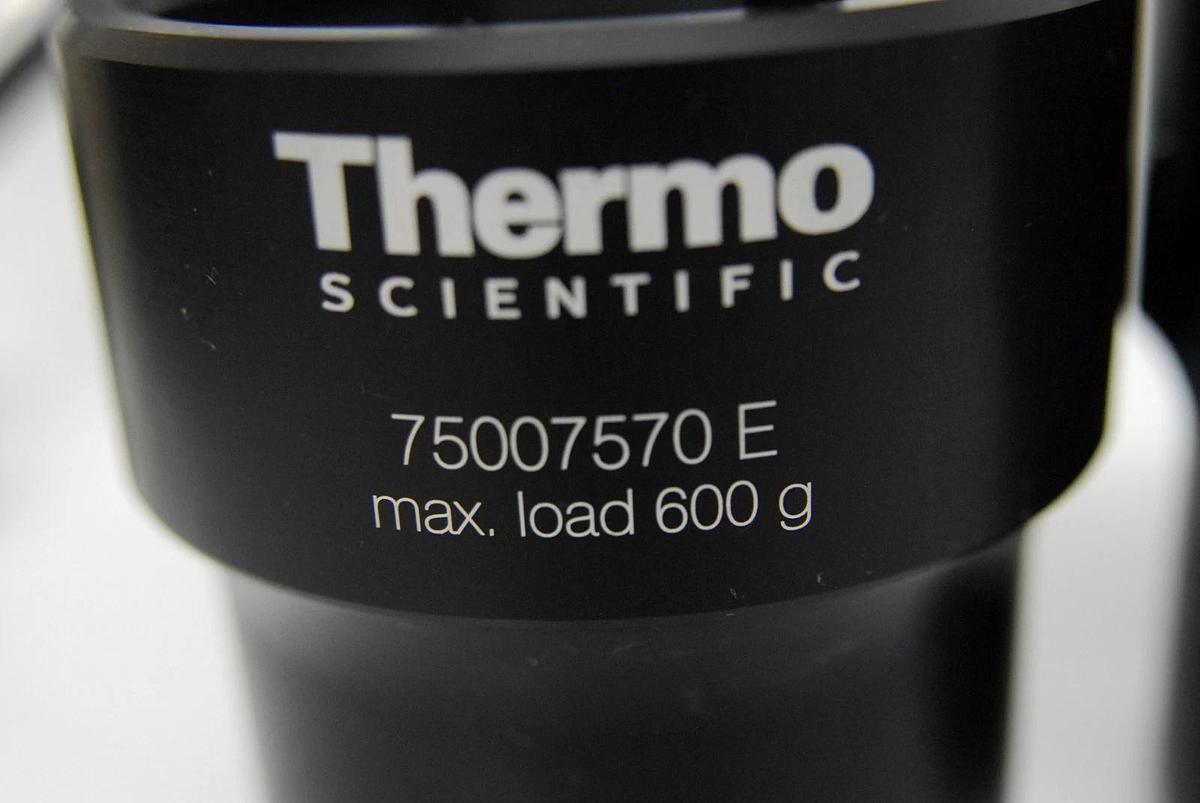 Thermo
SCIENTIFIC
75007570 E
max. load 600 g